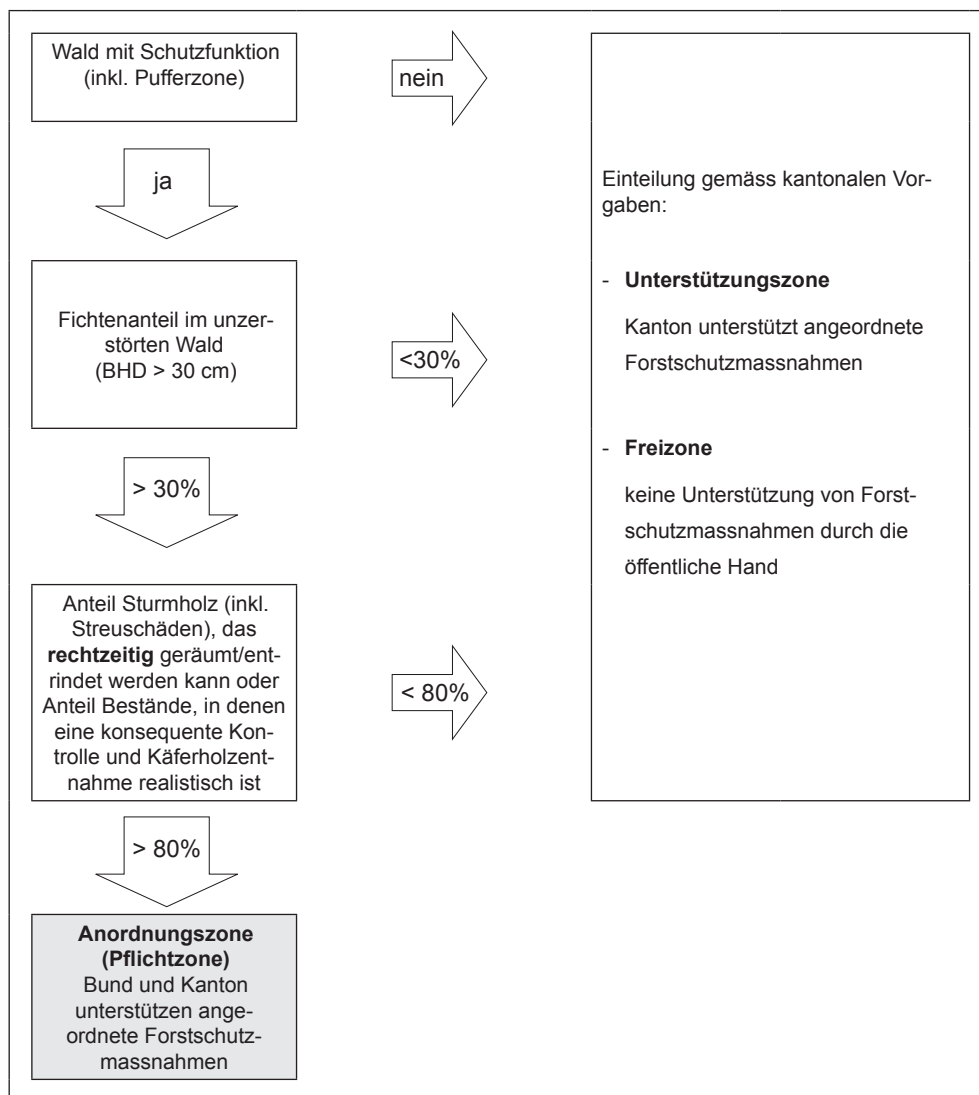 Wald mit Schutzfunktion
(inkl. Pufferzone)
nein
ja
Fichtenanteil im unzer-
störten Wald
(BHD > 30 cm)
<30%
> 30%
Anteil Sturmholz (inkl.
Streuschäden), das
rechtzeitig geräumt/ent-
rindet werden kann oder
Anteil Bestände, in denen
eine konsequente Kon-
trolle und Käferholzent-
nahme realistisch ist
< 80%
> 80%
Anordnungszone
(Pflichtzone)
Bund und Kanton
unterstützen ange-
ordnete Forstschutz-
massnahmen
Einteilung gemäss kantonalen Vor-
gaben:
- Unterstützungszone
Kanton unterstützt angeordnete
Forstschutzmassnahmen
- Freizone
keine Unterstützung von Forst-
schutzmassnahmen durch die
öffentliche Hand